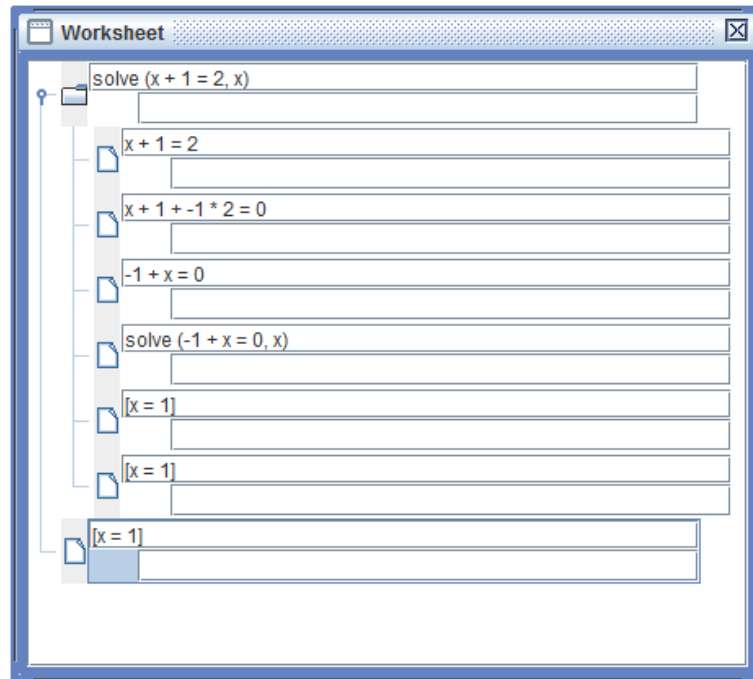 Worksheet
solve (x + 1 = 2, x)
x + 1 = 2
x + 1 + -1 * 2 = 0
-1 + x = 0
solve (-1 + x = 0, x)
[x = 1]
[x = 1]
[x = 1]